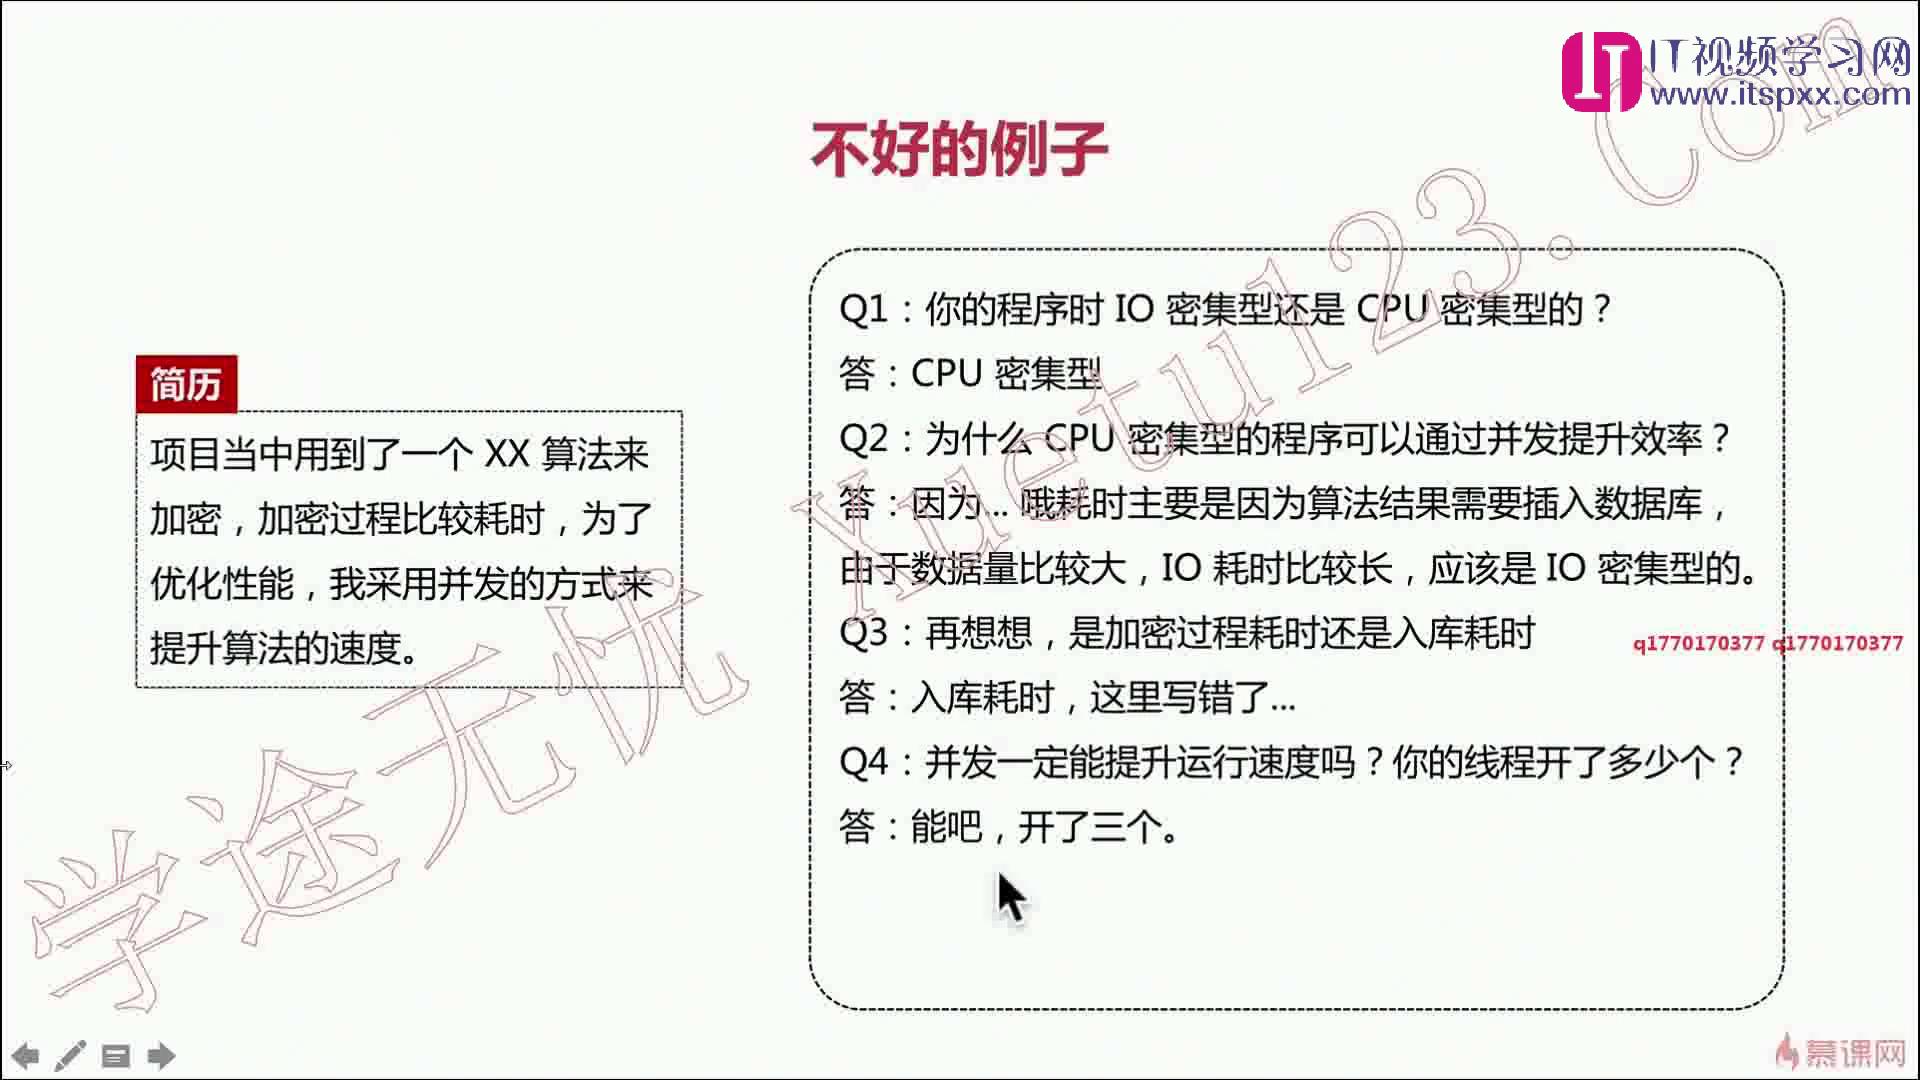 IT视频学习网
www.itspxx.com
不好的例子
简历
项目当中用到了一个 XX 算法来
加密，加密过程比较耗时，为了
优化性能，我采用并发的方式来
提升算法的速度。
Q1：你的程序时 IO 密集型还是 CPU 密集型的？
答：CPU 密集型
Q2：为什么 CPU 密集型的程序可以通过并发提升效率？
答：因为... 哦耗时主要是因为算法结果需要插入数据库，
由于数据量比较大，IO 耗时比较长，应该是 IO 密集型的。
Q3：再想想，是加密过程耗时还是入库耗时
答：入库耗时，这里写错了...
Q4：并发一定能提升运行速度吗？你的线程开了多少个？
答：能吧，开了三个。
q1770170377 q1770170377
学途无忧 Xuetu123.Com
慕课网